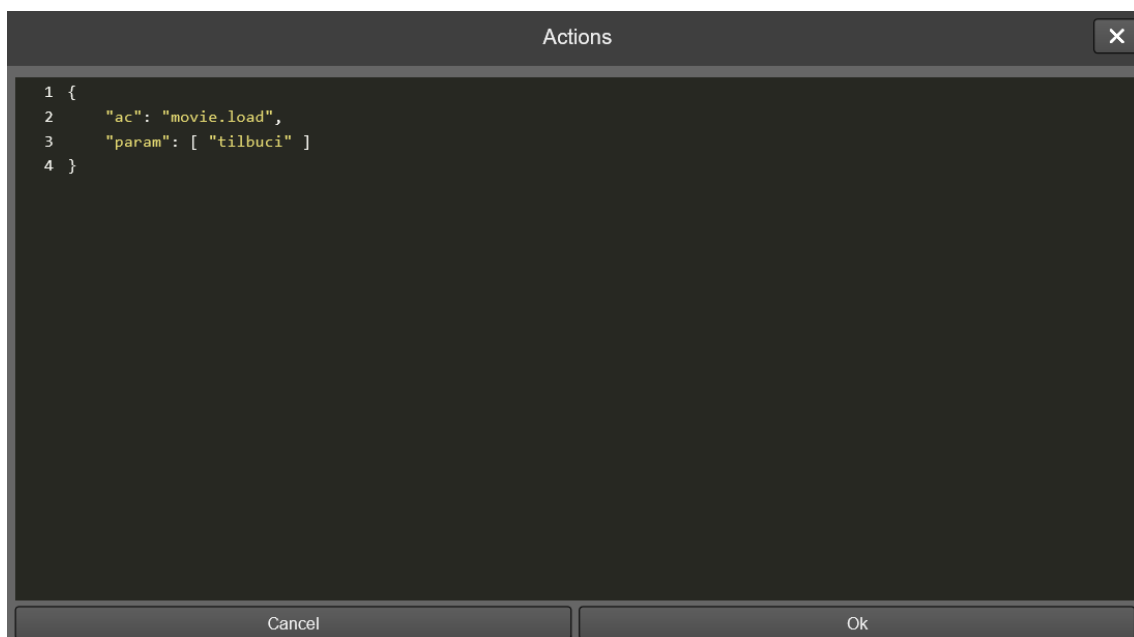 Actions
1 {
2     "ac": "movie.load",
3     "param": [ "tilbuci" ]
4 }
Cancel
Ok